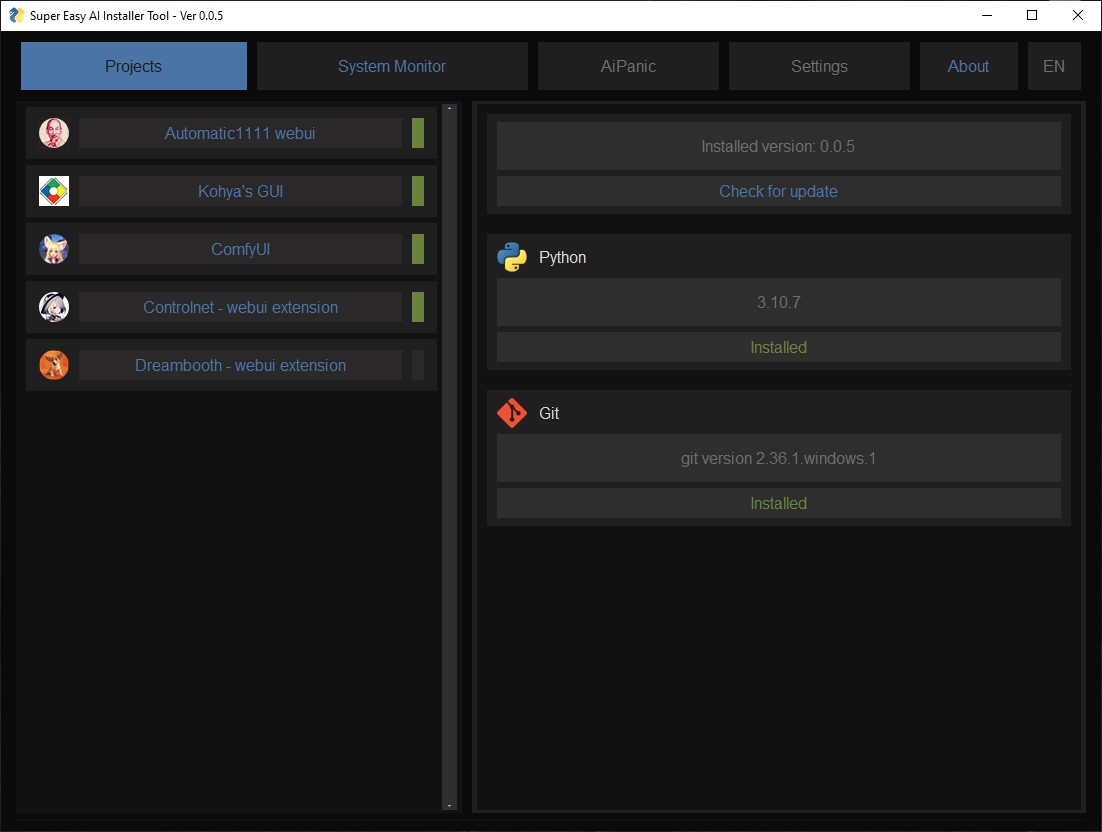 Super Easy AI Installer Tool - Ver 0.0.5
Projects
System Monitor
AiPanic
Settings
About
EN
Automatic1111 webui
Kohya's GUI
ComfyUI
Controlnet - webui extension
Dreambooth - webui extension
Installed version: 0.0.5
Check for update
Python
3.10.7
Installed
Git
git version 2.36.1.windows.1
Installed